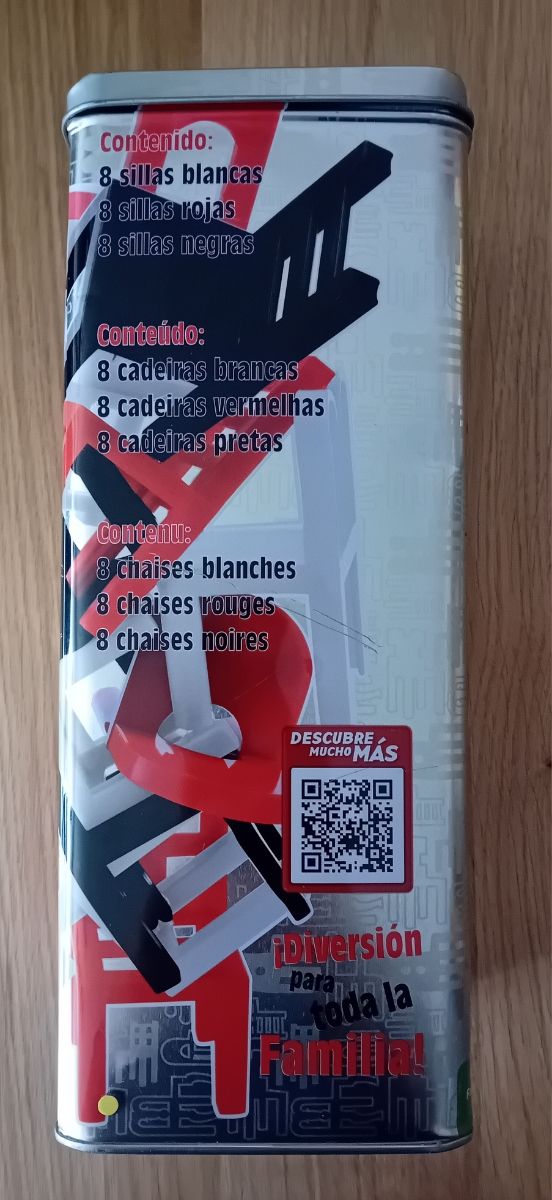 Contenido:
8 sillas blancas
8 sillas rojas
8 sillas negras
Conteúdo:
8 cadeiras brancas
8 cadeiras vermelhas
8 cadeiras pretas
Contenu:
8 chaises blanches
8 chaises rouges
8 chaises noires
DESCUBRE
MUCHO MÁS
¡Diversión
para
toda la
Familia!